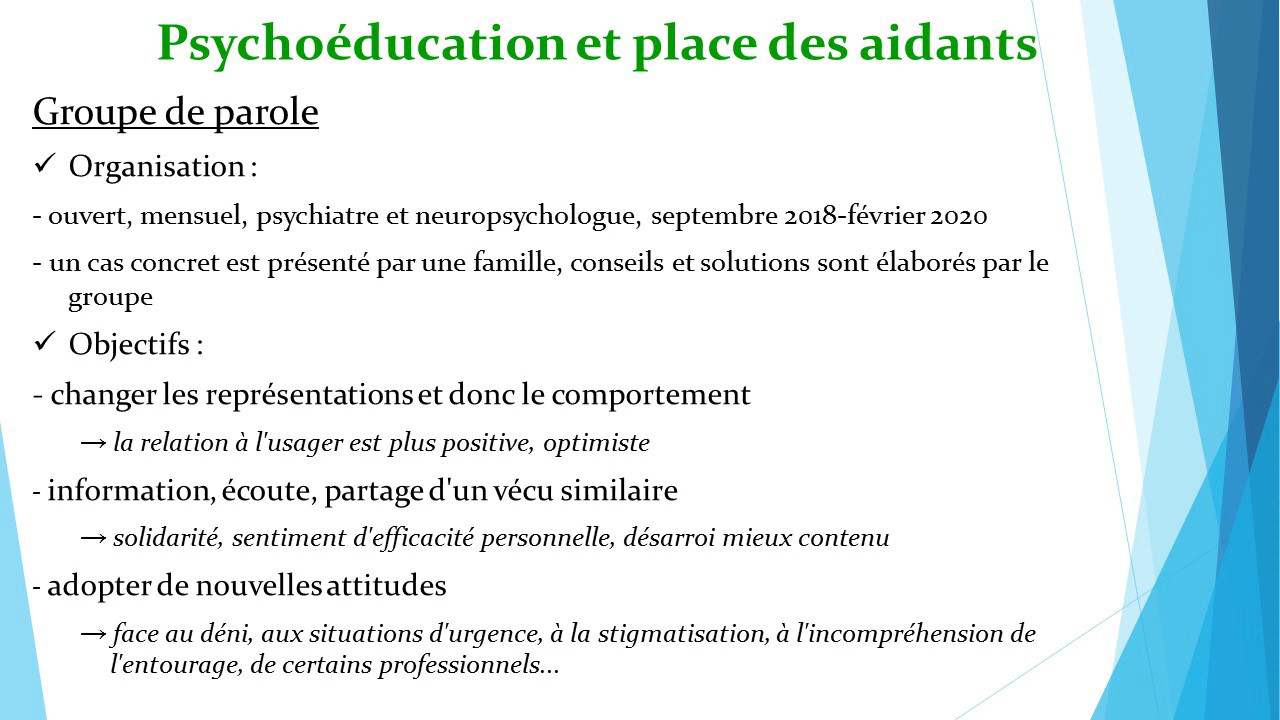 Psychoéducation et place des aidants
Groupe de parole
✓ Organisation :
- ouvert, mensuel, psychiatre et neuropsychologue, septembre 2018-février 2020
- un cas concret est présenté par une famille, conseils et solutions sont élaborés par le
groupe
✓ Objectifs :
- changer les représentations et donc le comportement
→ la relation à l'usager est plus positive, optimiste
- information, écoute, partage d'un vécu similaire
→ solidarité, sentiment d'efficacité personnelle, désarroi mieux contenu
- adopter de nouvelles attitudes
→ face au déni, aux situations d'urgence, à la stigmatisation, à l'incompréhension de
l'entourage, de certains professionnels...